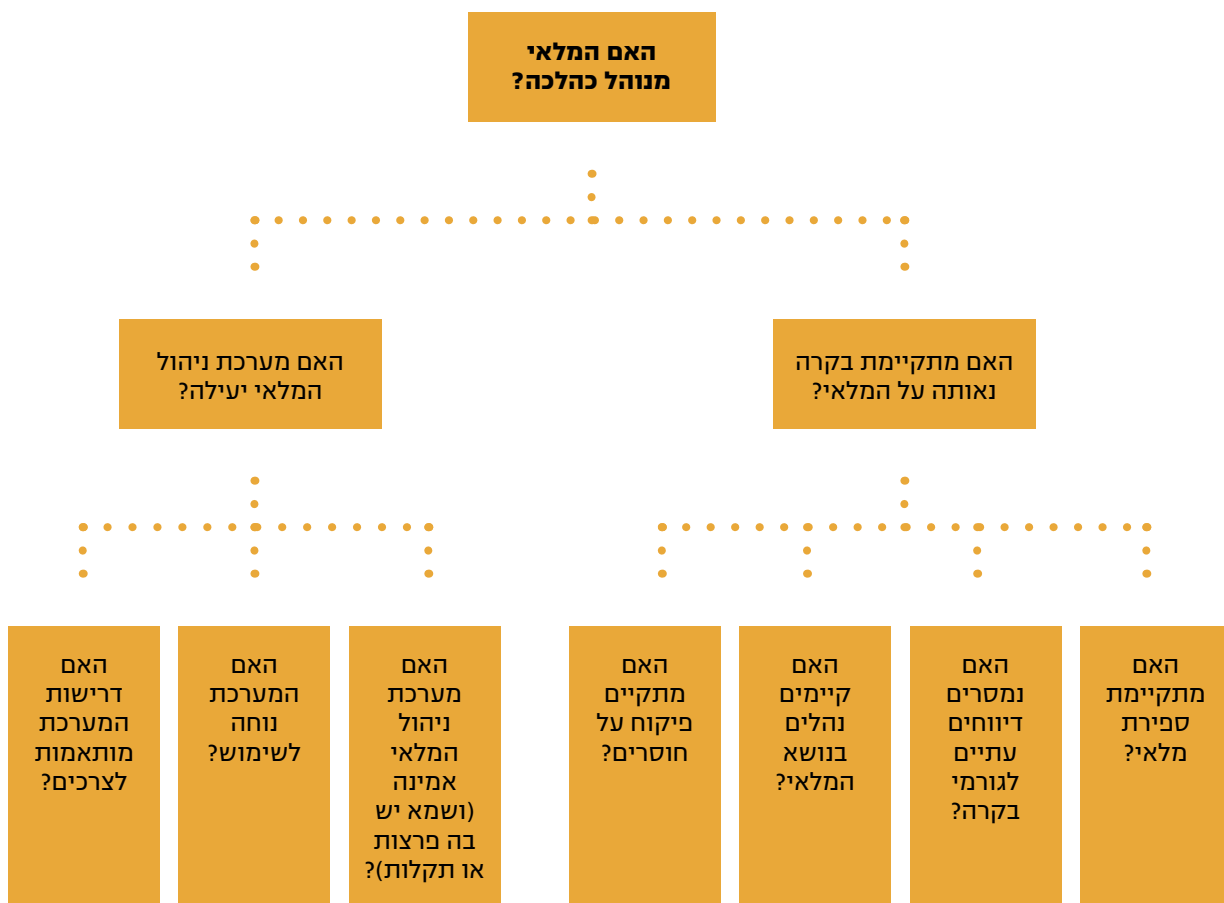 האם המלאי
מנוהל כהלכה?
האם מתקיימת בקרה
נאותה על המלאי?
האם מערכת ניהול
המלאי יעילה?
האם
מתקיימת
ספירת
מלאי?
האם
נמסרים
דיווחים
עתיים
לגורמי
בקרה?
האם
קיימים
נהלים
בנושא
המלאי?
האם
מתקיים
פיקוח על
חוסרים?
האם
מערכת
ניהול
המלאי
אמינה
(ושמא יש
בה פרצות
או תקלות)?
האם
המערכת
נוחה
לשימוש?
האם
דרישות
המערכת
מותאמות
לצרכים?